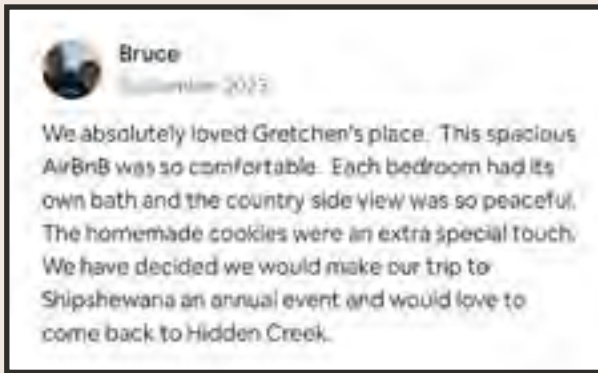 Bruce
September 2023
We absolutely loved Gretchen's place. This spacious
AirBnB was so comfortable. Each bedroom had its
own bath and the country side view was so peaceful.
The homemade cookies were an extra special touch.
We have decided we would make our trip to
Shipshewana an annual event and would love to
come back to Hidden Creek.